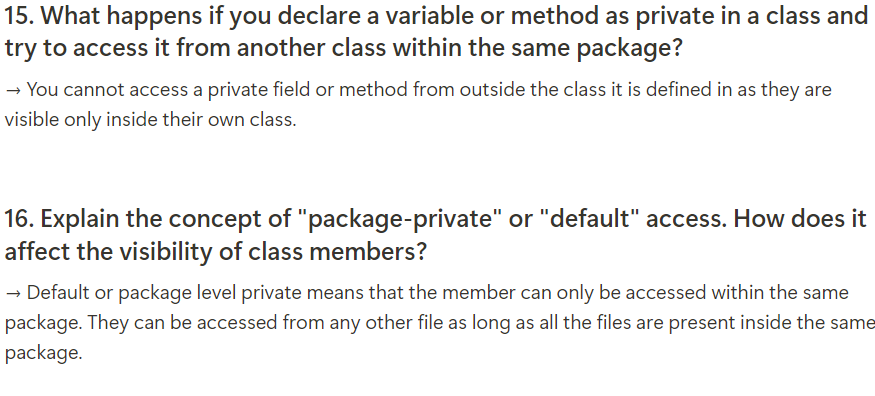 15. What happens if you declare a variable or method as private in a class and
try to access it from another class within the same package?
→ You cannot access a private field or method from outside the class it is defined in as they are
visible only inside their own class.
16. Explain the concept of "package-private" or "default" access. How does it
affect the visibility of class members?
→ Default or package level private means that the member can only be accessed within the same
package. They can be accessed from any other file as long as all the files are present inside the same
package.